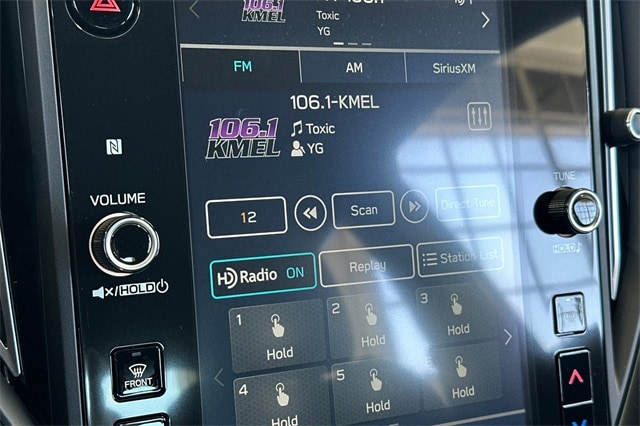 KMEL
Toxic
YG
FM AM SiriusXM
106.1-KMEL
106.1
KMEL
Toxic
YG
VOLUME
TUNE
12 Scan Direct Tune
HOLD
HOLD
HD Radio ON Replay Station List
1 2 3
Hold Hold Hold
4 5 6
Hold Hold Hold
FRONT